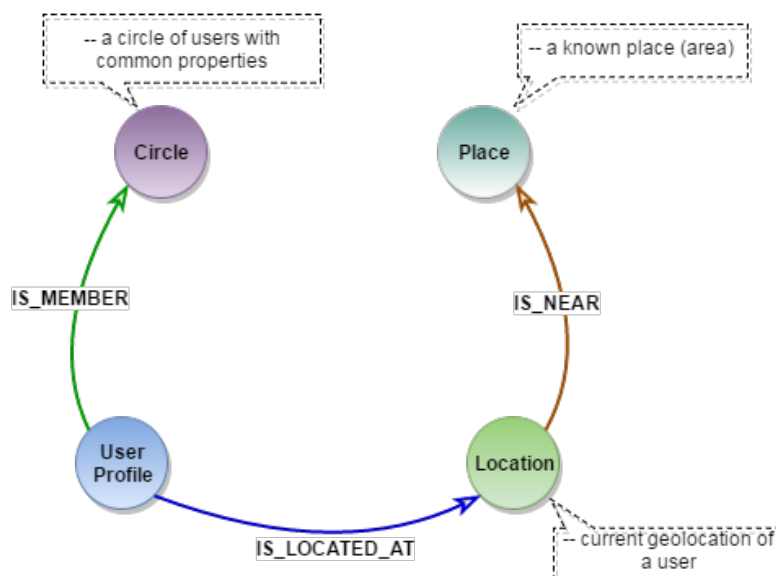 -- a circle of users with
common properties
-- a known place (area)
Circle
Place
IS_MEMBER
IS_NEAR
User
Profile
Location
IS_LOCATED_AT
-- current geolocation of
a user